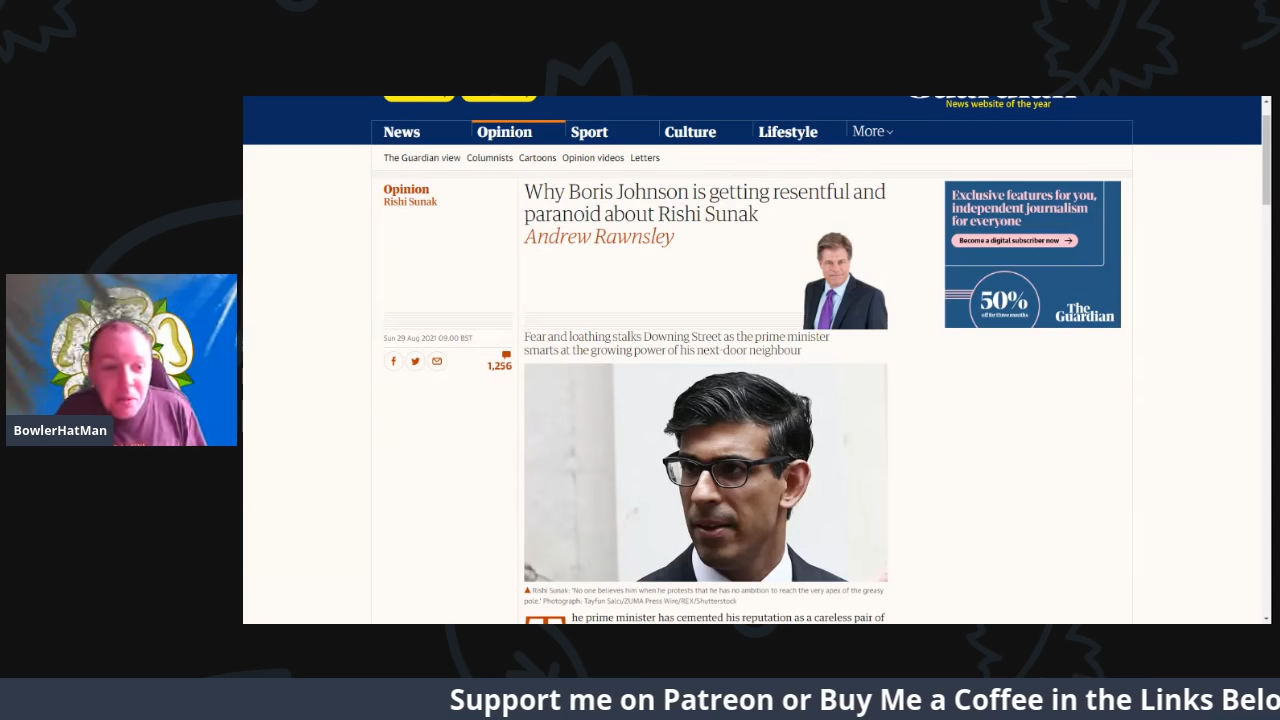 News website of the year
News
Opinion
Sport
Culture
Lifestyle
More
The Guardian view
Columnists
Cartoons
Opinion videos
Letters
Opinion
Rishi Sunak
Why Boris Johnson is getting resentful and
paranoid about Rishi Sunak
Andrew Rawnsley
Exclusive features for you,
independent journalism
for everyone
Become a digital subscriber now
50%
off for three months
The
Guardian
Fear and loathing stalks Downing Street as the prime minister
smarts at the growing power of his next-door neighbour
Sun 29 Aug 2021 09.00 BST
1,256
BowlerHatMan
Rishi Sunak: 'No one believes him when he protests that he has no ambition to reach the very apex of the greasy
pole.' Photograph: Tayfun Salci/ZUMA Press Wire/REX/Shutterstock
he prime minister has cemented his reputation as a careless pair of
Support me on Patreon or Buy Me a Coffee in the Links Belo